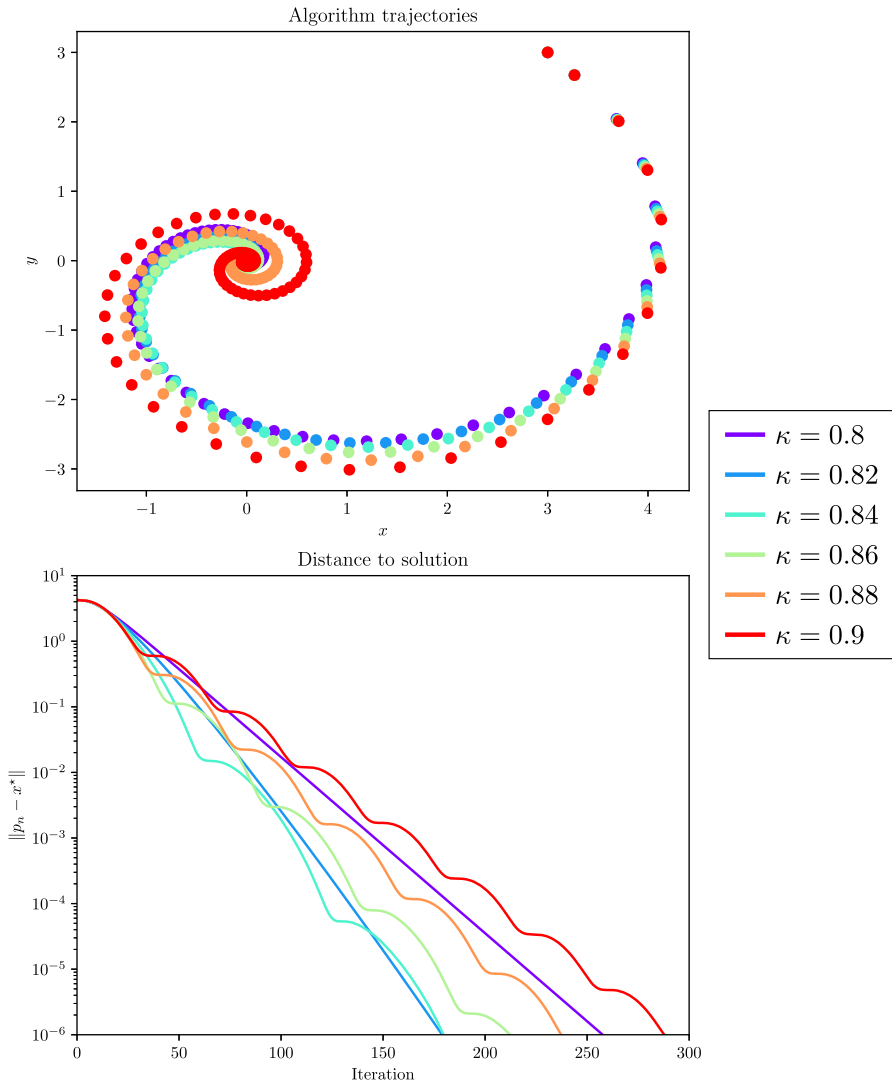 Algorithm trajectories
3
2
1
0
−1
−2
−3
y
−1
0
1
2
3
4
x
κ = 0.8
κ = 0.82
κ = 0.84
κ = 0.86
κ = 0.88
κ = 0.9
Distance to solution
10¹
10⁰
10⁻¹
10⁻²
10⁻³
10⁻⁴
10⁻⁵
10⁻⁶
‖pₙ − x⋆‖
0
50
100
150
200
250
300
Iteration